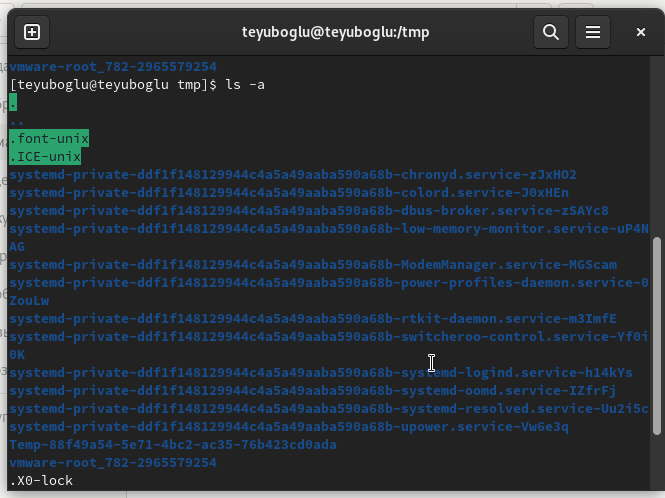 teyuboglu@teyuboglu:/tmp
vmware-root_782-2965579254
[teyuboglu@teyuboglu tmp]$ ls -a
.
..
.font-unix
.ICE-unix
systemd-private-ddf1f148129944c4a5a49aaba590a68b-chronyd.service-zJxHO2
systemd-private-ddf1f148129944c4a5a49aaba590a68b-colord.service-J0xHEn
systemd-private-ddf1f148129944c4a5a49aaba590a68b-dbus-broker.service-zSAYc8
systemd-private-ddf1f148129944c4a5a49aaba590a68b-low-memory-monitor.service-uP4N
AG
systemd-private-ddf1f148129944c4a5a49aaba590a68b-ModemManager.service-MGScam
systemd-private-ddf1f148129944c4a5a49aaba590a68b-power-profiles-daemon.service-0
ZouLw
systemd-private-ddf1f148129944c4a5a49aaba590a68b-rtkit-daemon.service-m3ImfE
systemd-private-ddf1f148129944c4a5a49aaba590a68b-switcheroo-control.service-Yf0i
0K
systemd-private-ddf1f148129944c4a5a49aaba590a68b-systemd-logind.service-h14kYs
systemd-private-ddf1f148129944c4a5a49aaba590a68b-systemd-oomd.service-IZfrFj
systemd-private-ddf1f148129944c4a5a49aaba590a68b-systemd-resolved.service-Uu2i5c
systemd-private-ddf1f148129944c4a5a49aaba590a68b-upower.service-VwGe3q
Temp-88f49a54-5e71-4bc2-ac35-76b423cd0ada
vmware-root_782-2965579254
.X0-lock